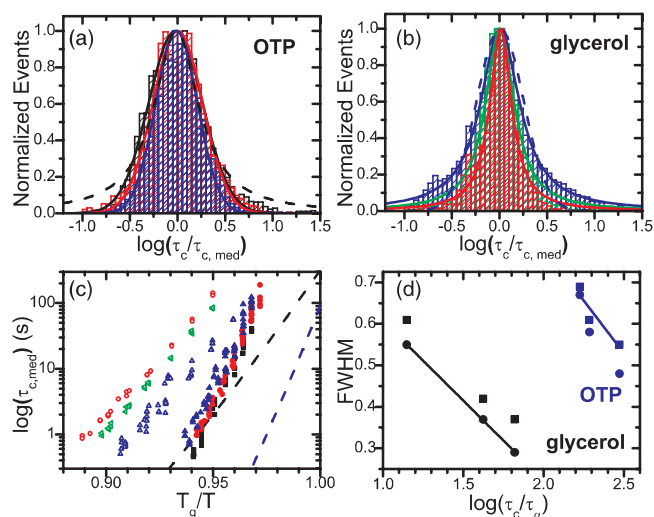 (a) OTP
Normalized Events
1.0
0.8
0.6
0.4
0.2
0.0
-1.0 -0.5 0.0 0.5 1.0 1.5
log(τc/τc, med)
(b) glycerol
Normalized Events
1.0
0.8
0.6
0.4
0.2
0.0
-1.0 -0.5 0.0 0.5 1.0 1.5
log(τc/τc, med)
(c)
log(τc,med) (s)
100
10
1
0.90 0.95 1.00
Tg/T
(d)
FWHM
0.7
0.6
0.5
0.4
0.3
OTP
glycerol
1.0 1.5 2.0 2.5
log(τc/τα)